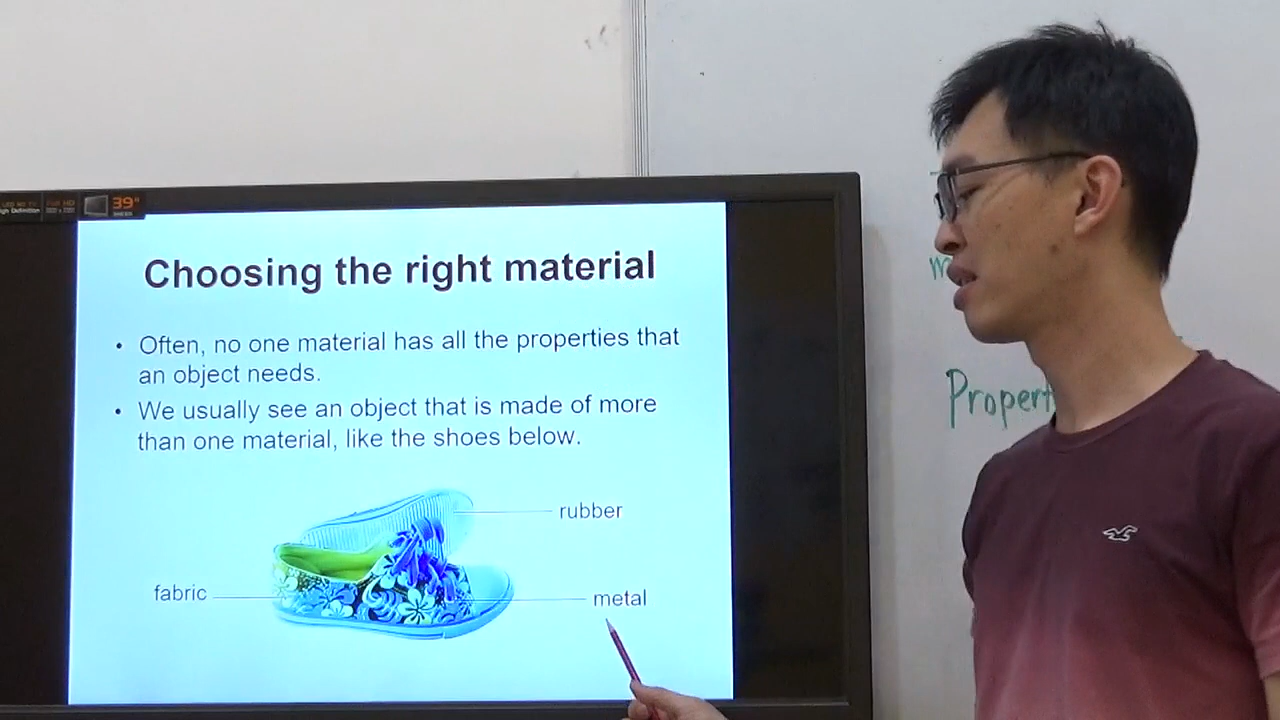 39"
Choosing the right material
• Often, no one material has all the properties that
an object needs.
• We usually see an object that is made of more
than one material, like the shoes below.
rubber
fabric
metal
Propert